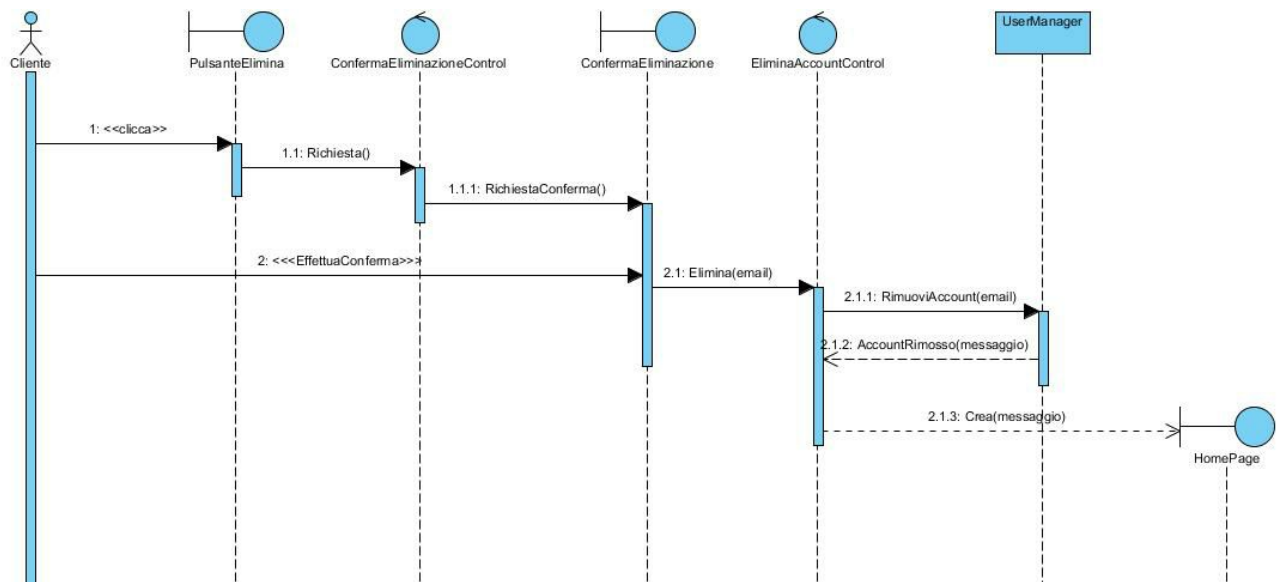 UserManager
Cliente
PulsanteElimina
ConfermaEliminazioneControl
ConfermaEliminazione
EliminaAccountControl
1: <<clicca>>
1.1: Richiesta()
1.1.1: RichiestaConferma()
2: <<<EffettuaConferma>>>
2.1: Elimina(email)
2.1.1: RimuoviAccount(email)
2.1.2: AccountRimosso(messaggio)
2.1.3: Crea(messaggio)
HomePage